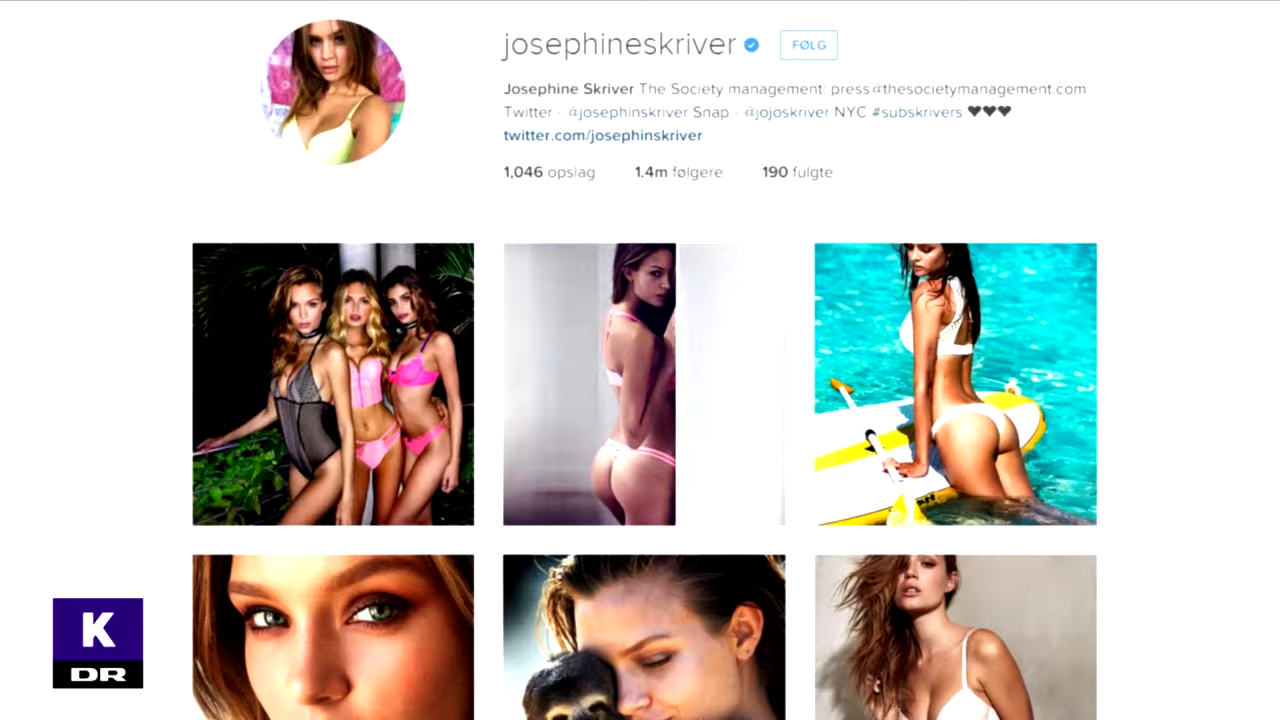 josephineskriver FØLG
Josephine Skriver The Society management: press@thesocietymanagement.com
Twitter - @josephinskriver Snap - @jojoskriver NYC #subskrivers ❤❤❤
twitter.com/josephinskriver
1,046 opslag 1.4m følgere 190 fulgte
K
DR